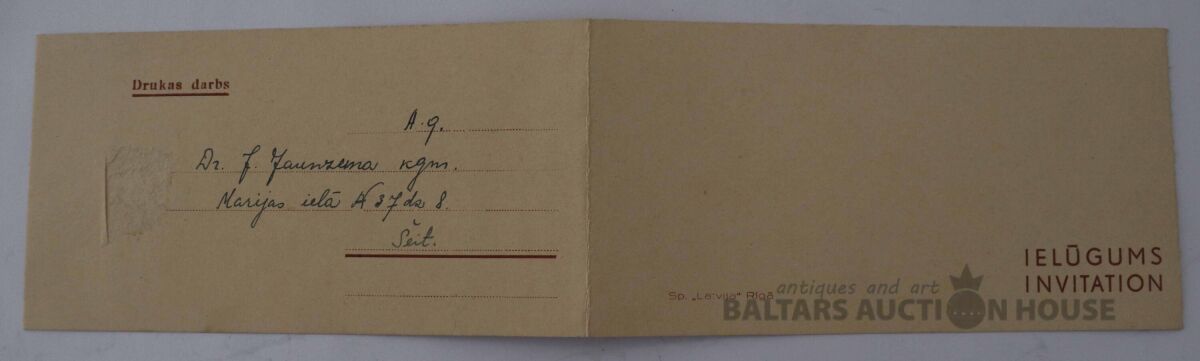 Drukas darbs
A. g.
Dr. J. Jaunzema kgm.
Marijas ielā № 37 dz 8.
Šeit.
IELŪGUMS
INVITATION
Sp. „Latvija" Rīgā
antiques and art
BALTARS AUCTION HOUSE